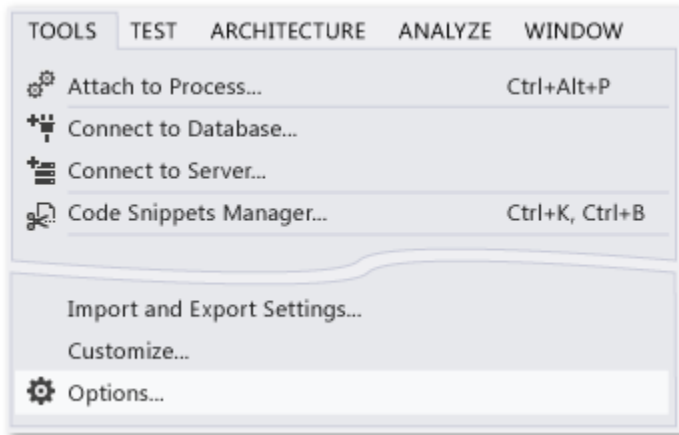 TOOLS TEST ARCHITECTURE ANALYZE WINDOW
Attach to Process... Ctrl+Alt+P
Connect to Database...
Connect to Server...
Code Snippets Manager... Ctrl+K, Ctrl+B
Import and Export Settings...
Customize...
Options...